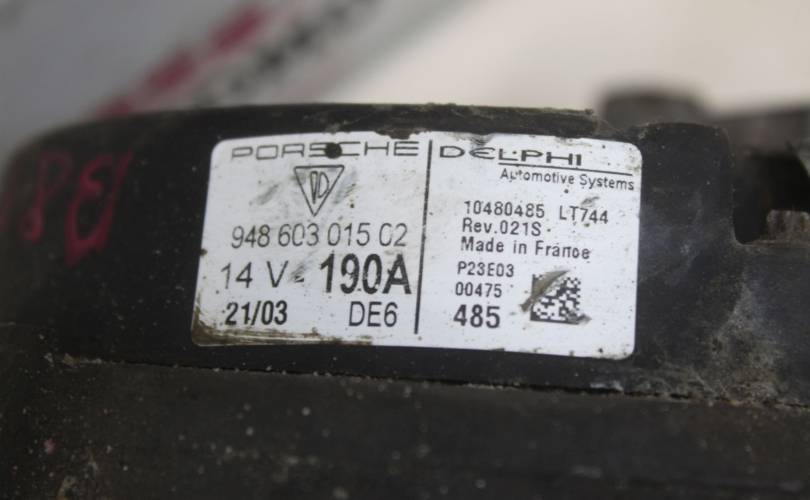 PORSCHE
948 603 015 02
14 V - 190A
21/03 DE6
DELPHI
Automotive Systems
10480485 LT744
Rev.021S
Made in France
P23E03
00475
485